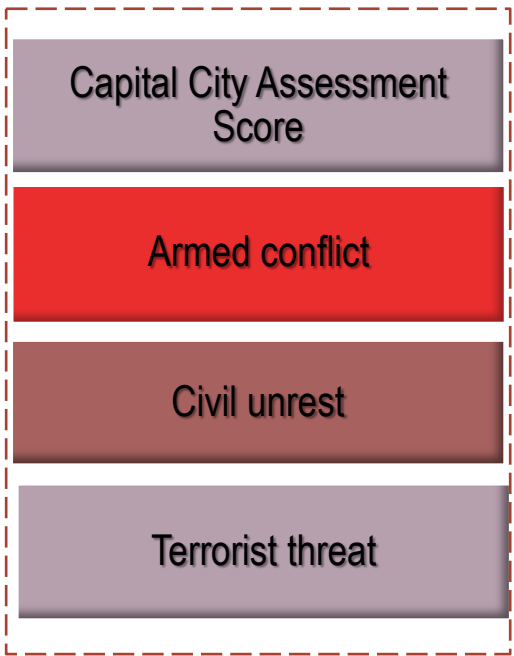 Capital City Assessment
Score
Armed conflict
Civil unrest
Terrorist threat